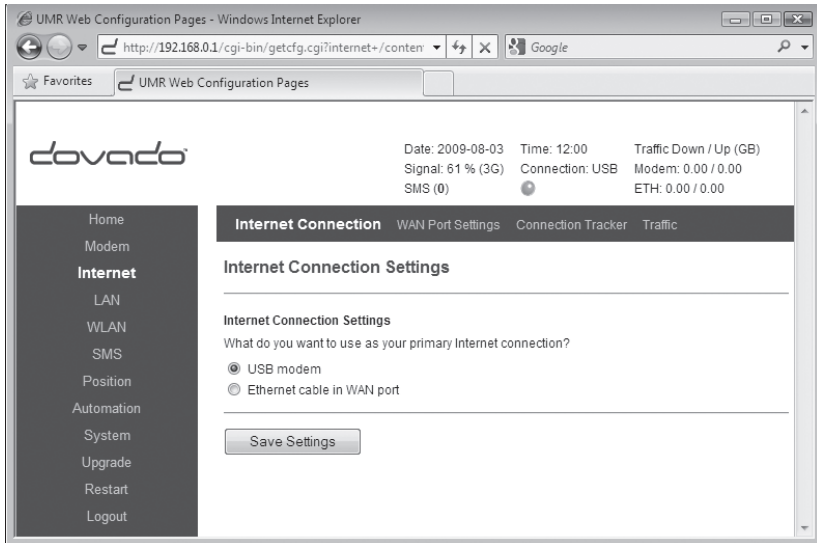 UMR Web Configuration Pages - Windows Internet Explorer
http://192.168.0.1/cgi-bin/getcfg.cgi?internet+/conten
Google
Favorites
UMR Web Configuration Pages
dovado
Date: 2009-08-03 Time: 12:00 Traffic Down / Up (GB)
Signal: 61 % (3G) Connection: USB Modem: 0.00 / 0.00
SMS (0) ETH: 0.00 / 0.00
Home
Modem
Internet
LAN
WLAN
SMS
Position
Automation
System
Upgrade
Restart
Logout
Internet Connection WAN Port Settings Connection Tracker Traffic
Internet Connection Settings
Internet Connection Settings
What do you want to use as your primary Internet connection?
USB modem
Ethernet cable in WAN port
Save Settings